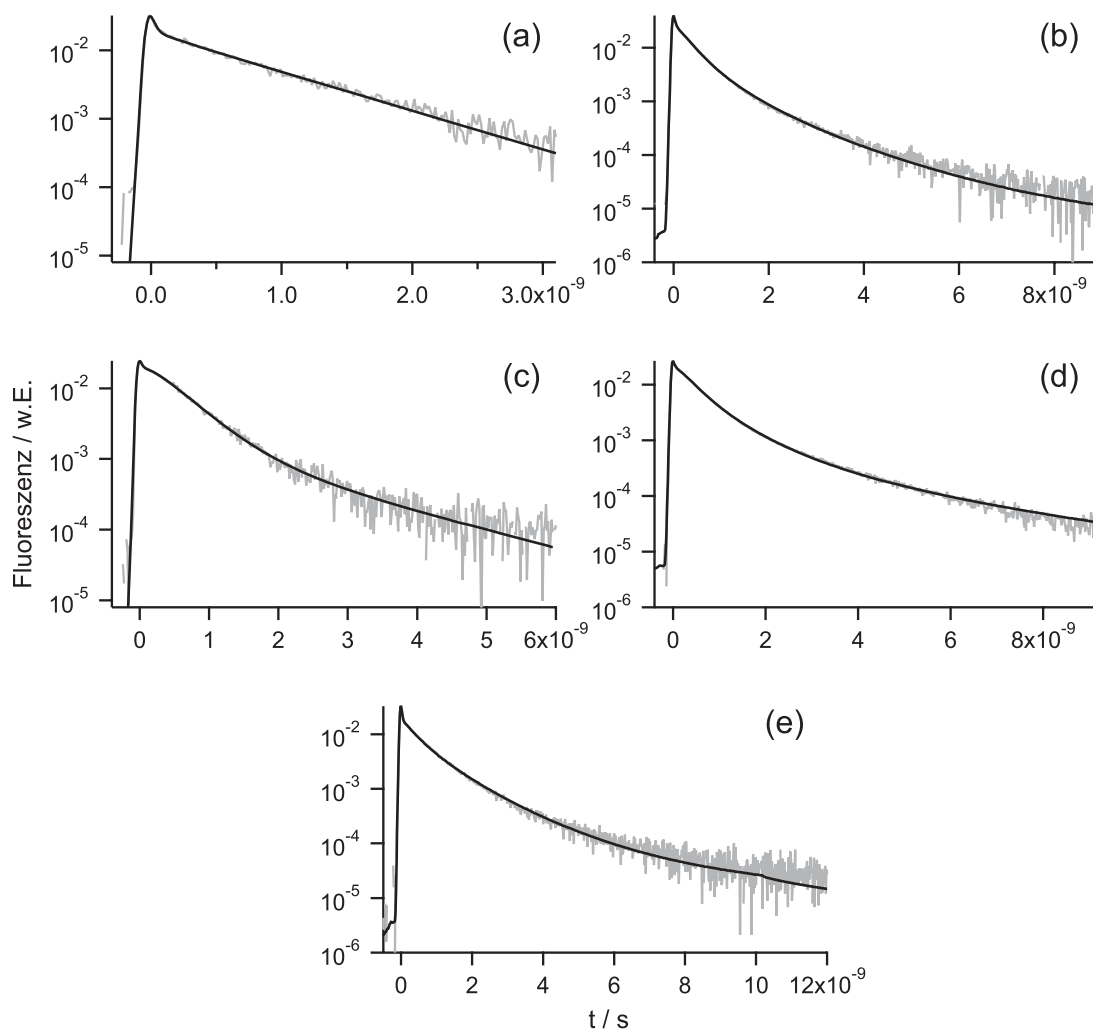 (a)
10⁻²
10⁻³
10⁻⁴
10⁻⁵
0.0 1.0 2.0 3.0x10⁻⁹
(b)
10⁻²
10⁻³
10⁻⁴
10⁻⁵
10⁻⁶
0 2 4 6 8x10⁻⁹
Fluoreszenz / w.E.
(c)
10⁻²
10⁻³
10⁻⁴
10⁻⁵
0 1 2 3 4 5 6x10⁻⁹
(d)
10⁻²
10⁻³
10⁻⁴
10⁻⁵
10⁻⁶
0 2 4 6 8x10⁻⁹
(e)
10⁻²
10⁻³
10⁻⁴
10⁻⁵
10⁻⁶
0 2 4 6 8 10 12x10⁻⁹
t / s